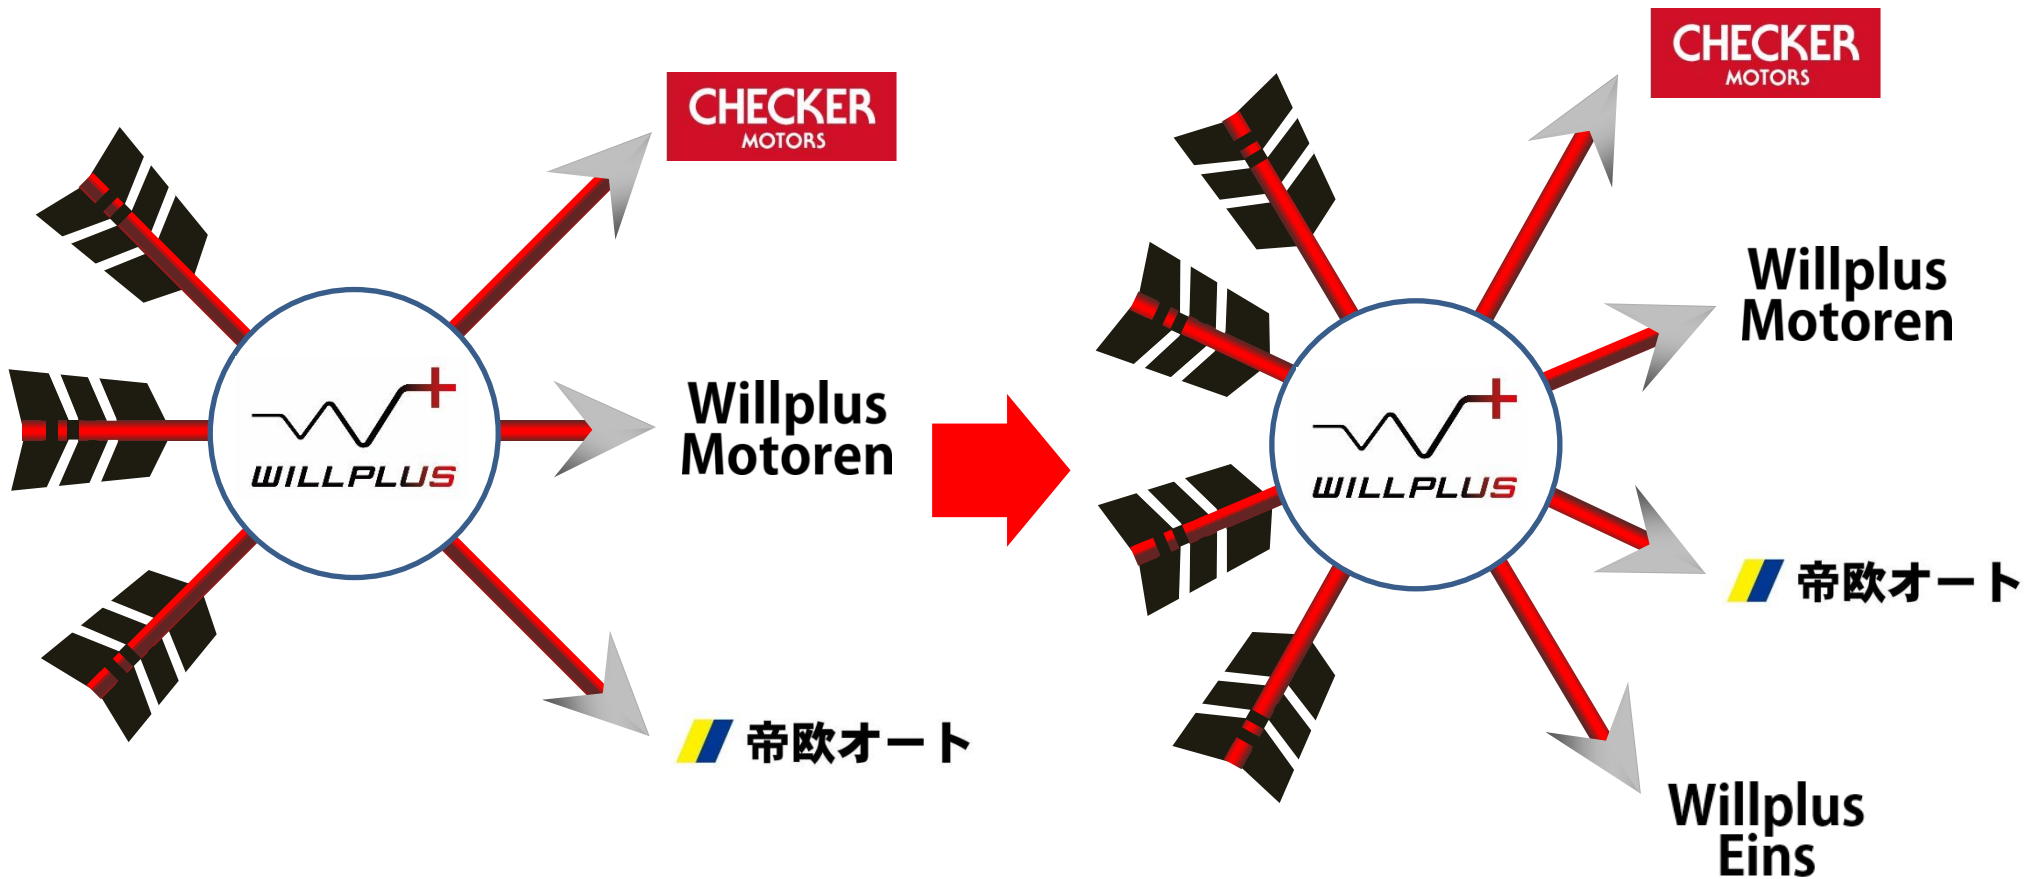 CHECKER
MOTORS
Willplus
Motoren
WILLPLUS
帝欧オート
CHECKER
MOTORS
Willplus
Motoren
WILLPLUS
帝欧オート
Willplus
Eins